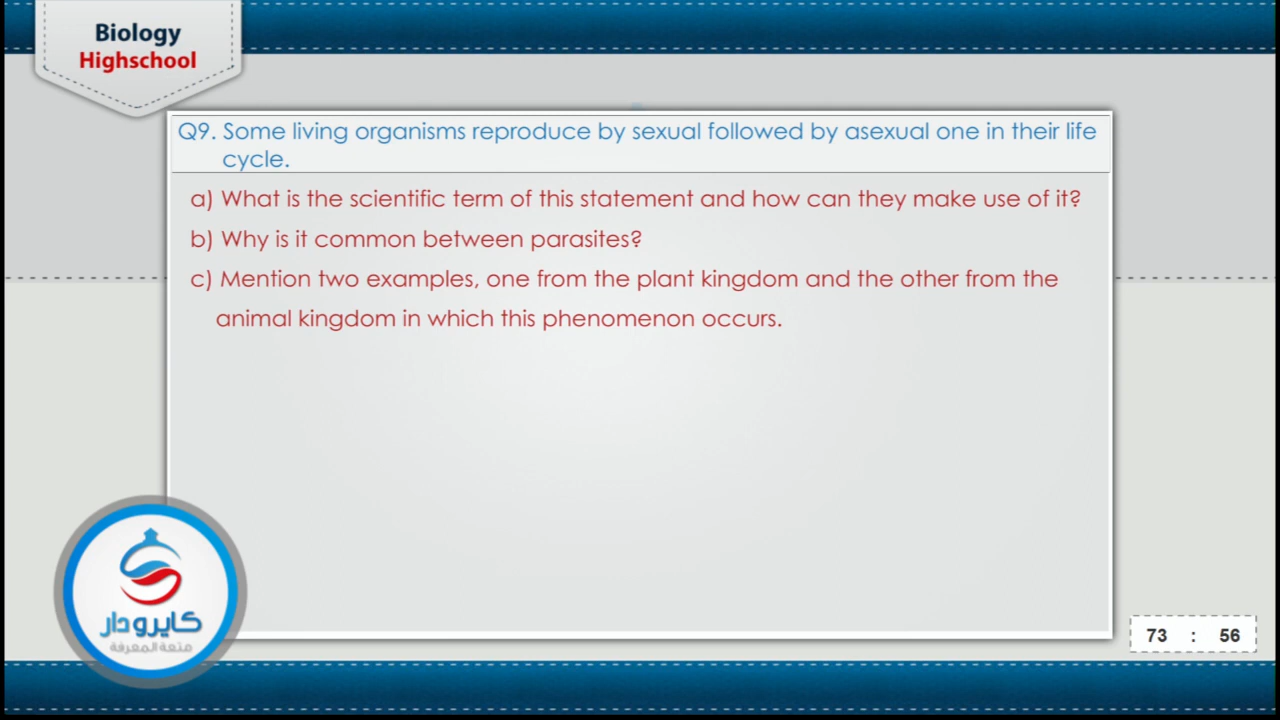 Biology
Highschool
Q9. Some living organisms reproduce by sexual followed by asexual one in their life
cycle.
a) What is the scientific term of this statement and how can they make use of it?
b) Why is it common between parasites?
c) Mention two examples, one from the plant kingdom and the other from the
animal kingdom in which this phenomenon occurs.
كايرودار
متعة المعرفة
73 : 56